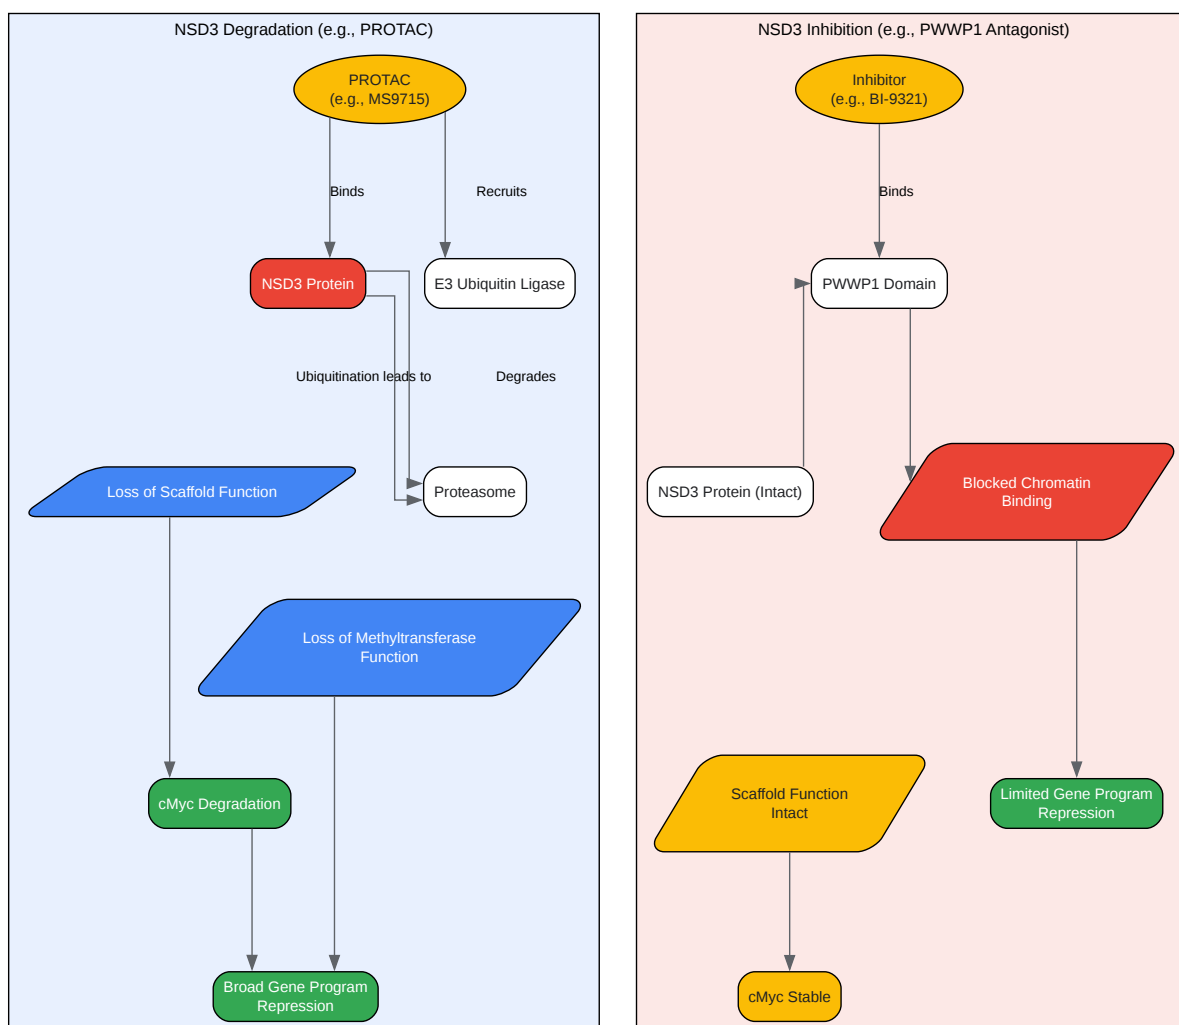 NSD3 Degradation (e.g., PROTAC)
PROTAC
(e.g., MS9715)
Binds
Recruits
NSD3 Protein
E3 Ubiquitin Ligase
Ubiquitination leads to
Degrades
Loss of Scaffold Function
Proteasome
Loss of Methyltransferase
Function
cMyc Degradation
Broad Gene Program
Repression
NSD3 Inhibition (e.g., PWWP1 Antagonist)
Inhibitor
(e.g., BI-9321)
Binds
PWWP1 Domain
NSD3 Protein (Intact)
Blocked Chromatin
Binding
Scaffold Function
Intact
Limited Gene Program
Repression
cMyc Stable